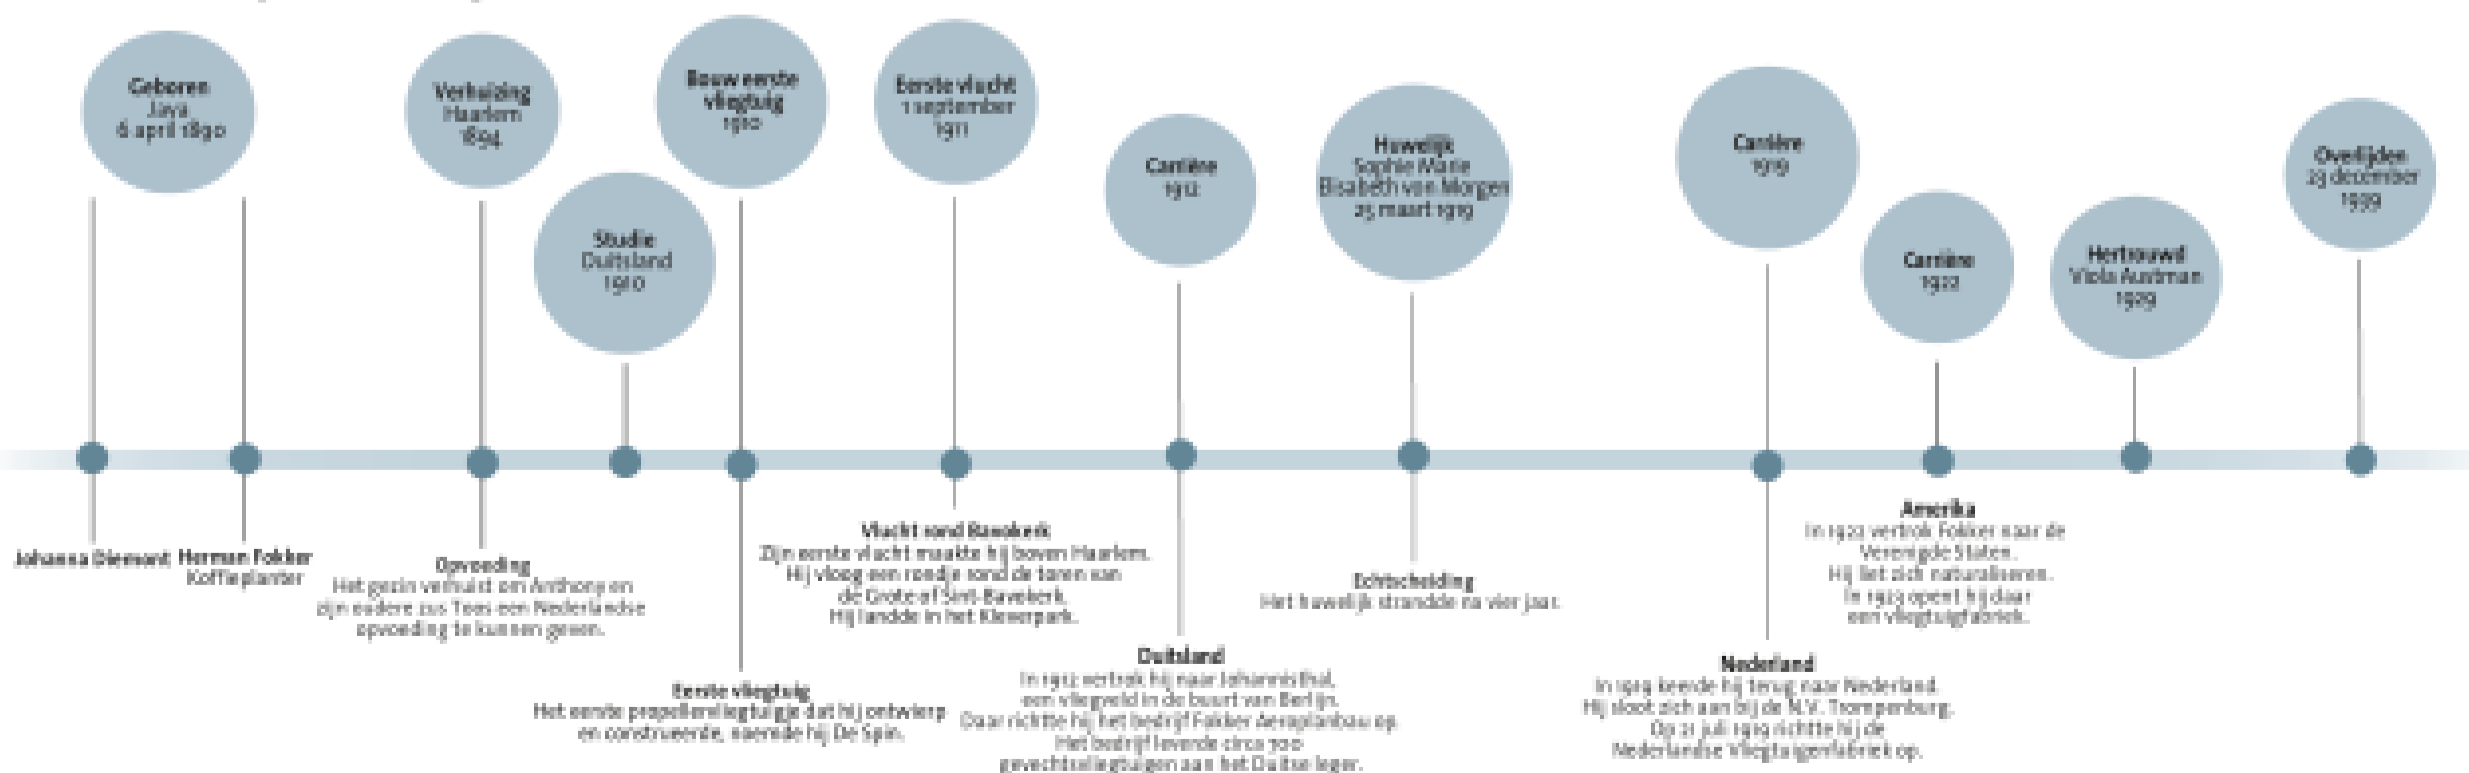 Geboren
Java
6 april 1890
Verhuizing
Haarlem
1894
Studie
Duitsland
1910
Bouw eerste
vliegtuig
1910
Eerste vlucht
1 september
1911
Carrière
1912
Huwelijk
Sophie Marie
Elisabeth von Morgen
25 maart 1919
Carrière
1919
Carrière
1922
Hertrouwd
Viola Austman
1929
Overlijden
23 december
1939
Johanna Diemont
Herman Fokker
Koffieplanter
Opvoeding
Het gezin verhuist om Anthony en
zijn oudere zus Toos een Nederlandse
opvoeding te kunnen geven.
Eerste vliegtuig
Het eerste propellervliegtuigje dat hij ontwierp
en construeerde, noemde hij De Spin.
Vlucht rond Bavokerk
Zijn eerste vlucht maakte hij boven Haarlem.
Hij vloog een rondje rond de toren van
de Grote of Sint-Bavokerk.
Hij landde in het Kleverpark.
Duitsland
In 1912 vertrok hij naar Johannisthal,
een vliegveld in de buurt van Berlijn.
Daar richtte hij het bedrijf Fokker Aeroplanbau op.
Het bedrijf leverde circa 700
gevechtsvliegtuigen aan het Duitse leger.
Echtscheiding
Het huwelijk strandde na vier jaar.
Nederland
In 1919 keerde hij terug naar Nederland.
Hij sloot zich aan bij de N.V. Trompenburg.
Op 21 juli 1919 richtte hij de
Nederlandse Vliegtuigenfabriek op.
Amerika
In 1922 vertrok Fokker naar de
Verenigde Staten.
Hij liet zich naturaliseren.
In 1923 opent hij daar
een vliegtuigfabriek.